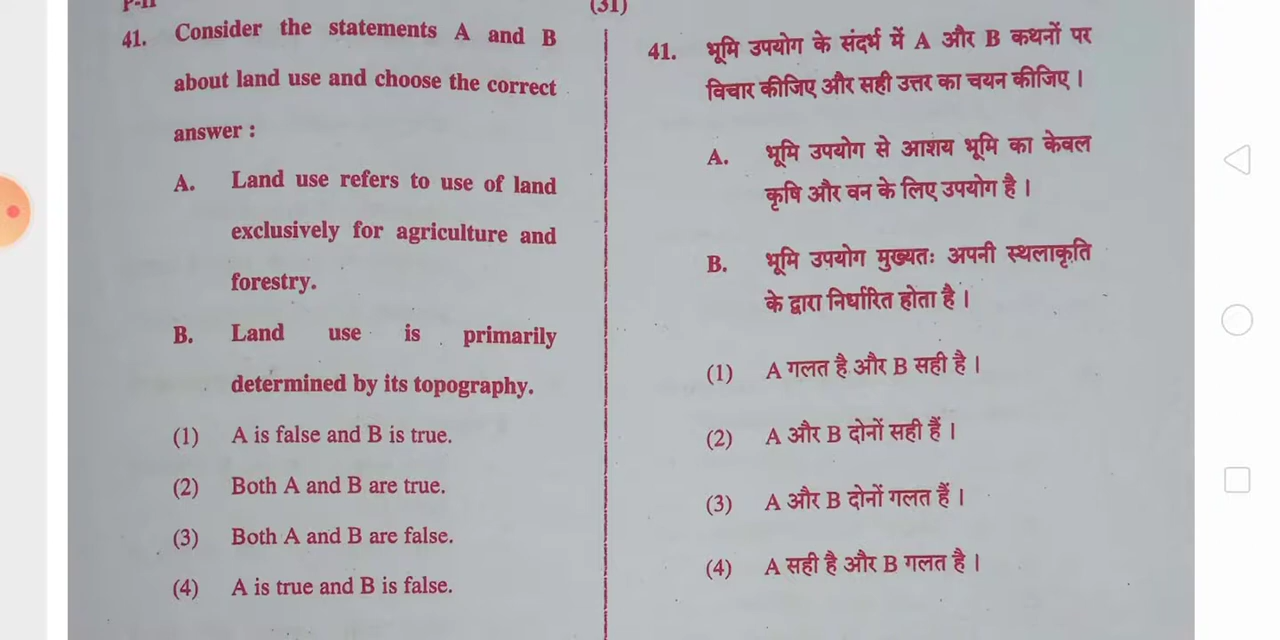 P-II
(31)
41. Consider the statements A and B
about land use and choose the correct
answer :
A. Land use refers to use of land
exclusively for agriculture and
forestry.
B. Land use is primarily
determined by its topography.
(1) A is false and B is true.
(2) Both A and B are true.
(3) Both A and B are false.
(4) A is true and B is false.
41. भूमि उपयोग के संदर्भ में A और B कथनों पर
विचार कीजिए और सही उत्तर का चयन कीजिए ।
A. भूमि उपयोग से आशय भूमि का केवल
कृषि और वन के लिए उपयोग है ।
B. भूमि उपयोग मुख्यतः अपनी स्थलाकृति
के द्वारा निर्धारित होता है ।
(1) A गलत है और B सही है ।
(2) A और B दोनों सही हैं ।
(3) A और B दोनों गलत हैं ।
(4) A सही है और B गलत है ।